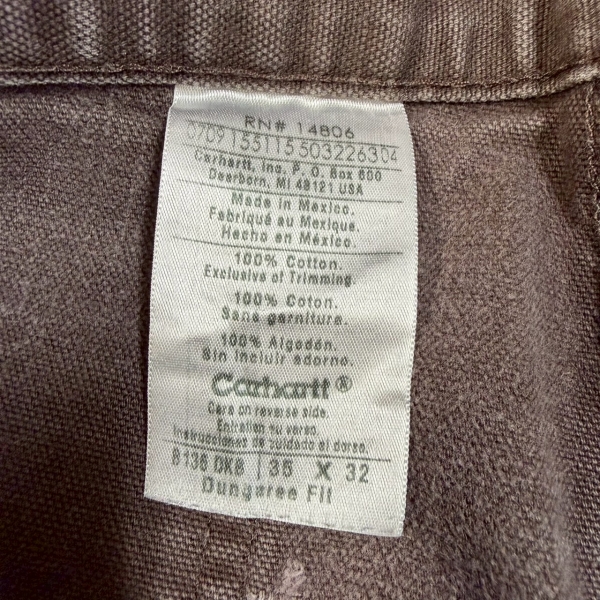 RN# 14806
0709155115503226304
Carhartt, Inc. P. O. Box 600
Dearborn, MI 48121 USA
Made in Mexico.
Fabriqué au Mexique.
Hecho en México.
100% Cotton.
Exclusive of Trimming.
100% Coton.
Sans garniture.
100% Algodón.
Sin incluir adorno.
Carhartt®
Care on reverse side.
Entretien au verso.
Instrucciones de cuidado al dorso.
B136 DKB | 35 X 32
Dungaree Fit